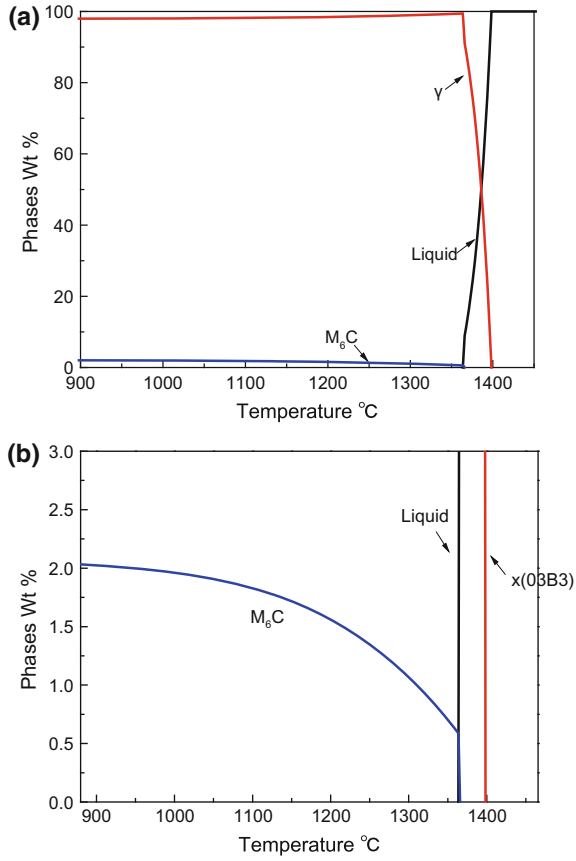 (a)
100
80
60
40
20
0
Phases Wt %
γ
Liquid
M₆C
900 1000 1100 1200 1300 1400
Temperature °C
(b)
3.0
2.5
2.0
1.5
1.0
0.5
0.0
Phases Wt %
Liquid
x(03B3)
M₆C
900 1000 1100 1200 1300 1400
Temperature °C